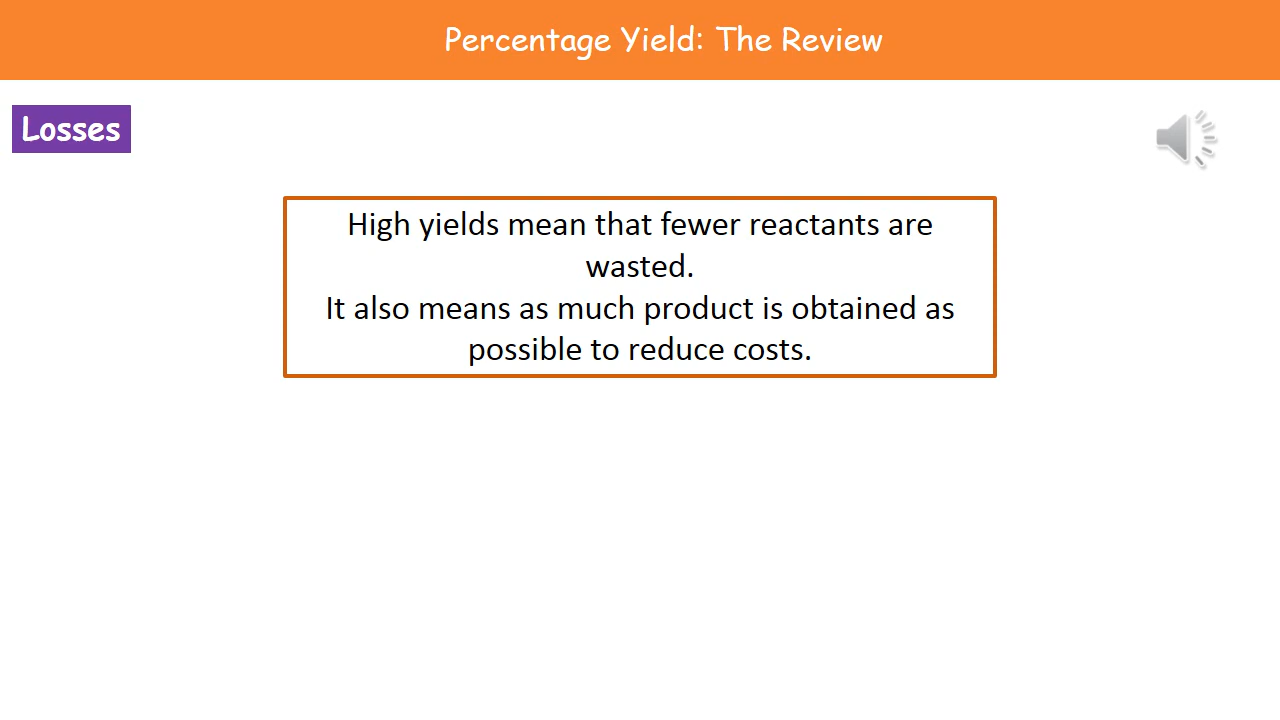 Percentage Yield: The Review
Losses
High yields mean that fewer reactants are
wasted.
It also means as much product is obtained as
possible to reduce costs.